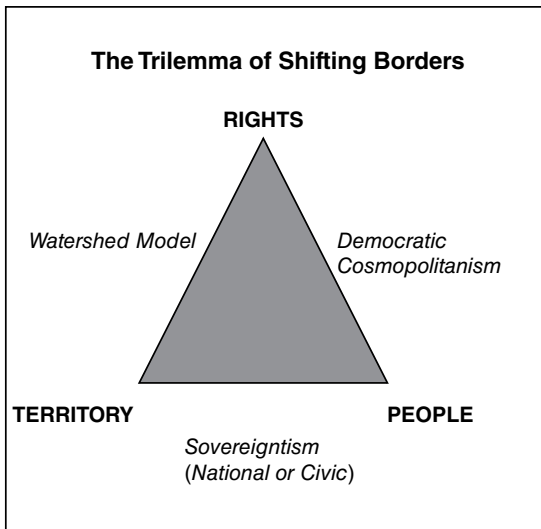 The Trilemma of Shifting Borders
RIGHTS
Watershed Model
Democratic
Cosmopolitanism
TERRITORY
PEOPLE
Sovereigntism
(National or Civic)